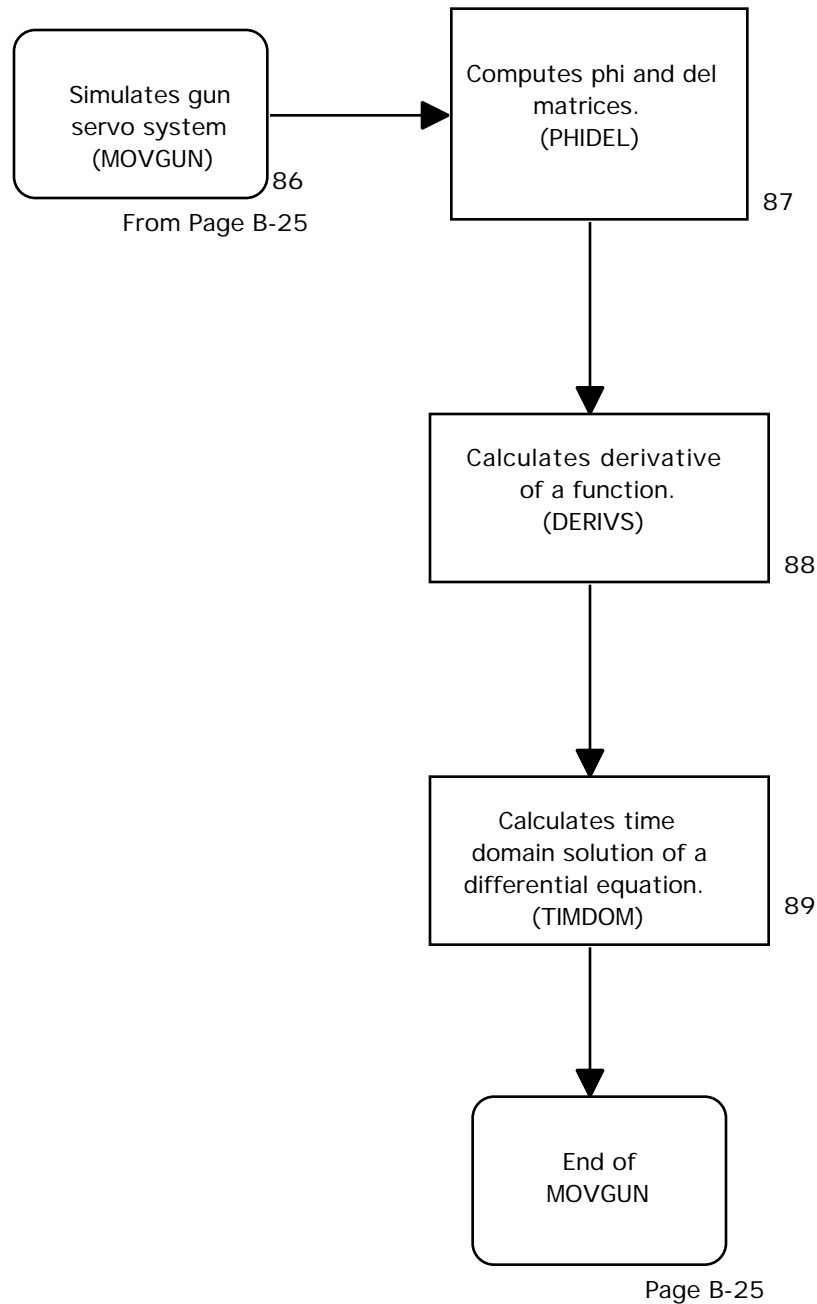 Simulates gun
servo system
(MOVGUN)
86
From Page B-25
Computes phi and del
matrices.
(PHIDEL)
87
Calculates derivative
of a function.
(DERIVS)
88
Calculates time
domain solution of a
differential equation.
(TIMDOM)
89
End of
MOVGUN
Page B-25